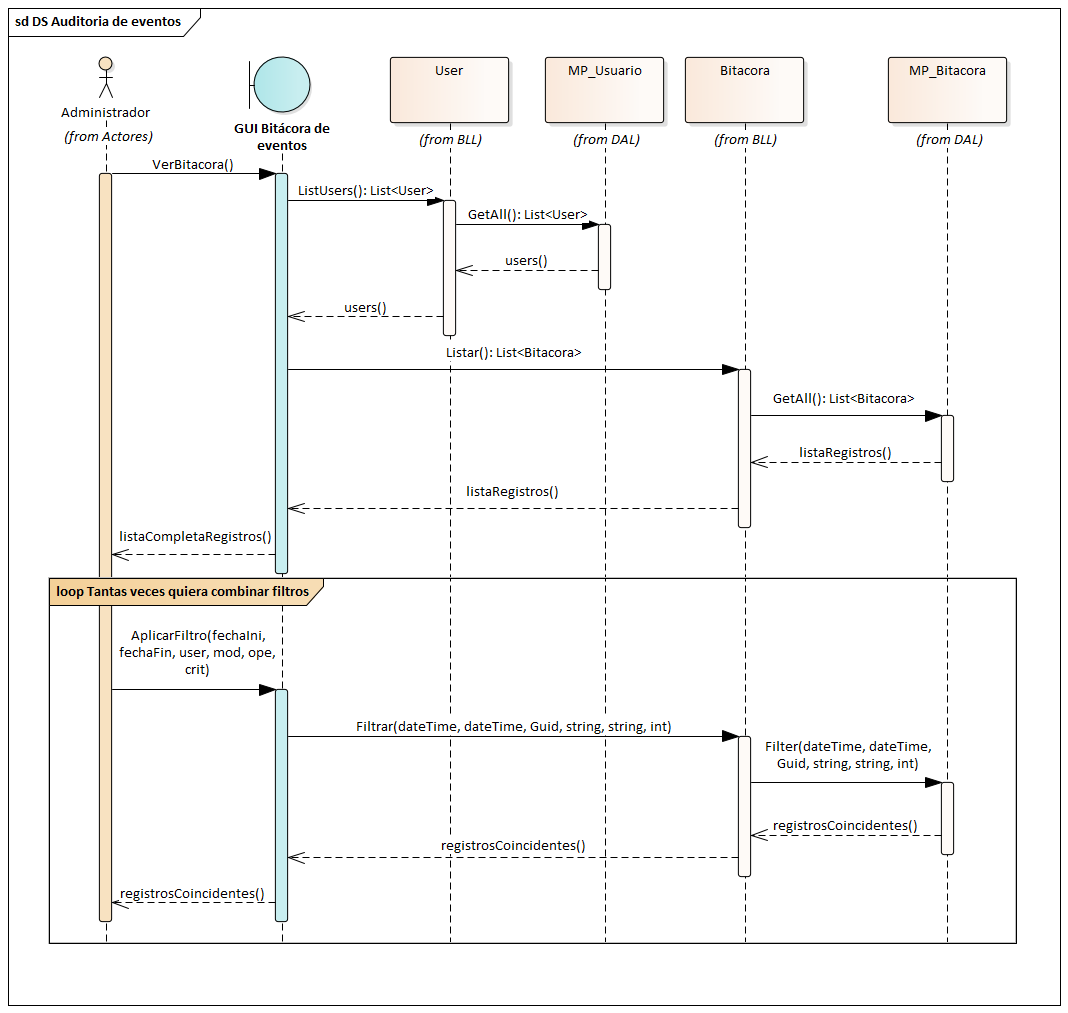 sd DS Auditoria de eventos
User
MP_Usuario
Bitacora
MP_Bitacora
Administrador
(from Actores)
GUI Bitácora de
eventos
(from BLL)
(from DAL)
(from BLL)
(from DAL)
VerBitacora()
ListUsers(): List<User>
GetAll(): List<User>
users()
users()
Listar(): List<Bitacora>
GetAll(): List<Bitacora>
listaRegistros()
listaRegistros()
listaCompletaRegistros()
loop Tantas veces quiera combinar filtros
AplicarFiltro(fechaIni,
fechaFin, user, mod, ope,
crit)
Filtrar(dateTime, dateTime, Guid, string, string, int)
Filter(dateTime, dateTime,
Guid, string, string, int)
registrosCoincidentes()
registrosCoincidentes()
registrosCoincidentes()